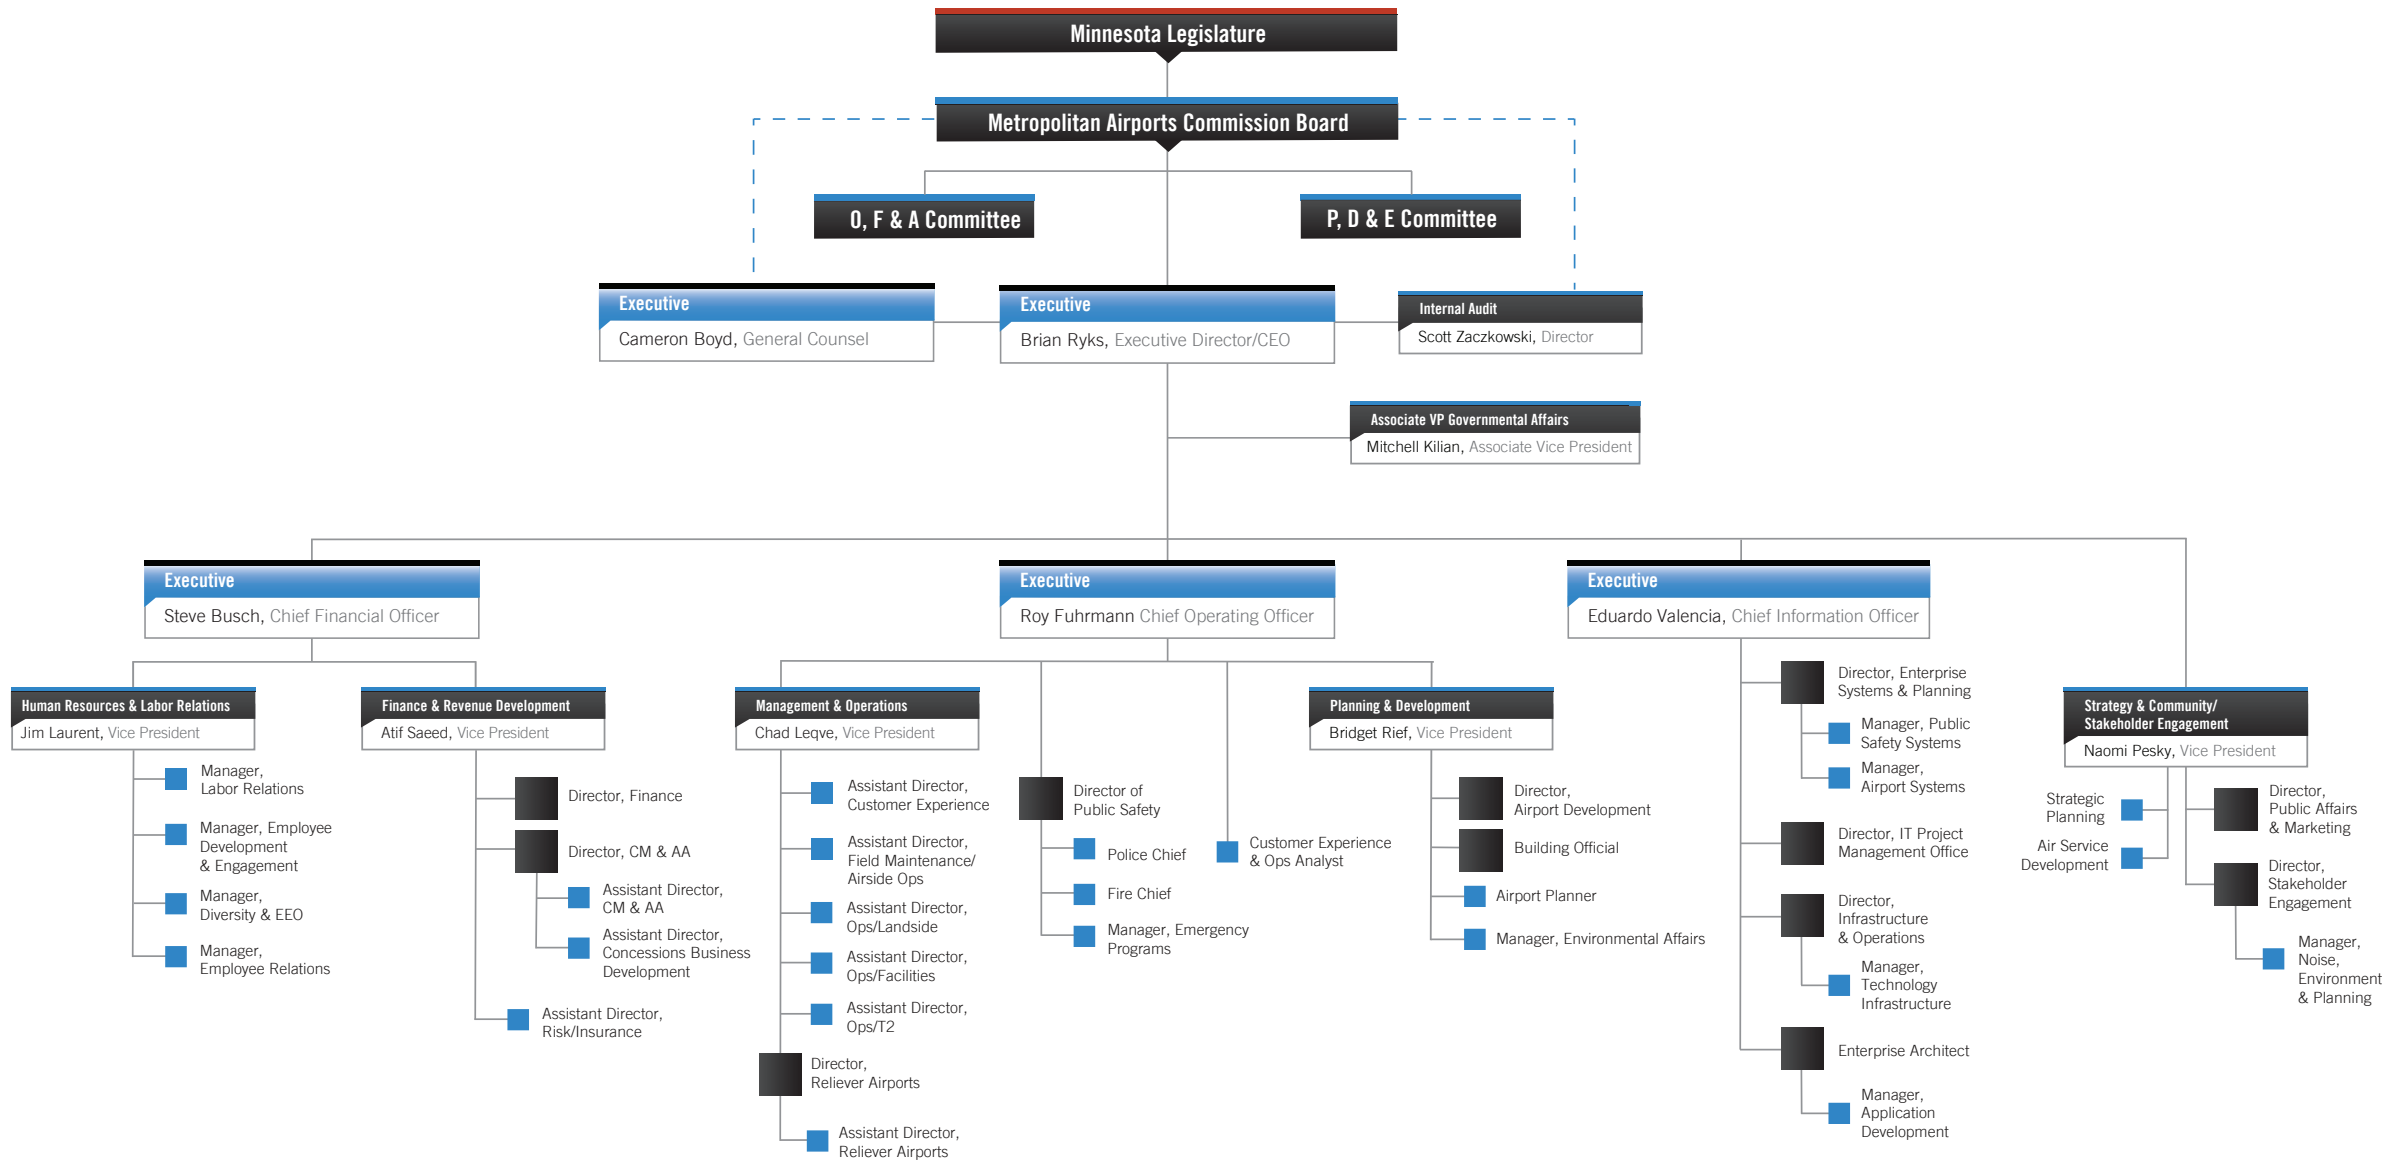 Minnesota Legislature
Metropolitan Airports Commission Board
O, F & A Committee
P, D & E Committee
Executive
Cameron Boyd, General Counsel
Executive
Brian Ryks, Executive Director/CEO
Internal Audit
Scott Zaczkowski, Director
Associate VP Governmental Affairs
Mitchell Kilian, Associate Vice President
Executive
Steve Busch, Chief Financial Officer
Executive
Roy Fuhrmann Chief Operating Officer
Executive
Eduardo Valencia, Chief Information Officer
Human Resources & Labor Relations
Jim Laurent, Vice President
Manager,
Labor Relations
Manager, Employee
Development
& Engagement
Manager,
Diversity & EEO
Manager,
Employee Relations
Finance & Revenue Development
Atif Saeed, Vice President
Director, Finance
Director, CM & AA
Assistant Director,
CM & AA
Assistant Director,
Concessions Business
Development
Assistant Director,
Risk/Insurance
Management & Operations
Chad Leqve, Vice President
Assistant Director,
Customer Experience
Assistant Director,
Field Maintenance/
Airside Ops
Assistant Director,
Ops/Landside
Assistant Director,
Ops/Facilities
Assistant Director,
Ops/T2
Director,
Reliever Airports
Assistant Director,
Reliever Airports
Director of
Public Safety
Police Chief
Fire Chief
Manager, Emergency
Programs
Customer Experience
& Ops Analyst
Planning & Development
Bridget Rief, Vice President
Director,
Airport Development
Building Official
Airport Planner
Manager, Environmental Affairs
Director, Enterprise
Systems & Planning
Manager, Public
Safety Systems
Manager,
Airport Systems
Director, IT Project
Management Office
Director,
Infrastructure
& Operations
Manager,
Technology
Infrastructure
Enterprise Architect
Manager,
Application
Development
Strategy & Community/
Stakeholder Engagement
Naomi Pesky, Vice President
Strategic
Planning
Air Service
Development
Director,
Public Affairs
& Marketing
Director,
Stakeholder
Engagement
Manager,
Noise,
Environment
& Planning